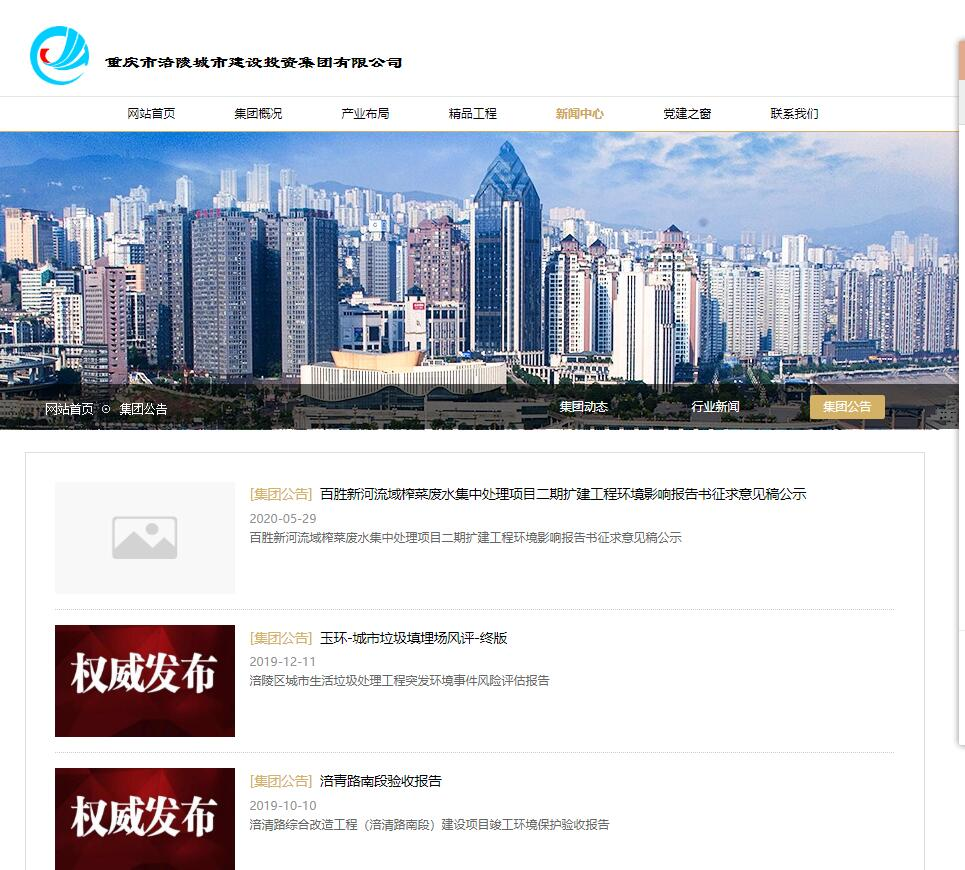 重庆市涪陵城市建设投资集团有限公司
网站首页 集团概况 产业布局 精品工程 新闻中心 党建之窗 联系我们
网站首页 集团公告 集团动态 行业新闻 集团公告
[集团公告] 百胜新河流域榨菜废水集中处理项目二期扩建工程环境影响报告书征求意见稿公示
2020-05-29
百胜新河流域榨菜废水集中处理项目二期扩建工程环境影响报告书征求意见稿公示
权威发布
[集团公告] 玉环-城市垃圾填埋场风评-终版
2019-12-11
涪陵区城市生活垃圾处理工程突发环境事件风险评估报告
权威发布
[集团公告] 涪青路南段验收报告
2019-10-10
涪清路综合改造工程（涪清路南段）建设项目竣工环境保护验收报告